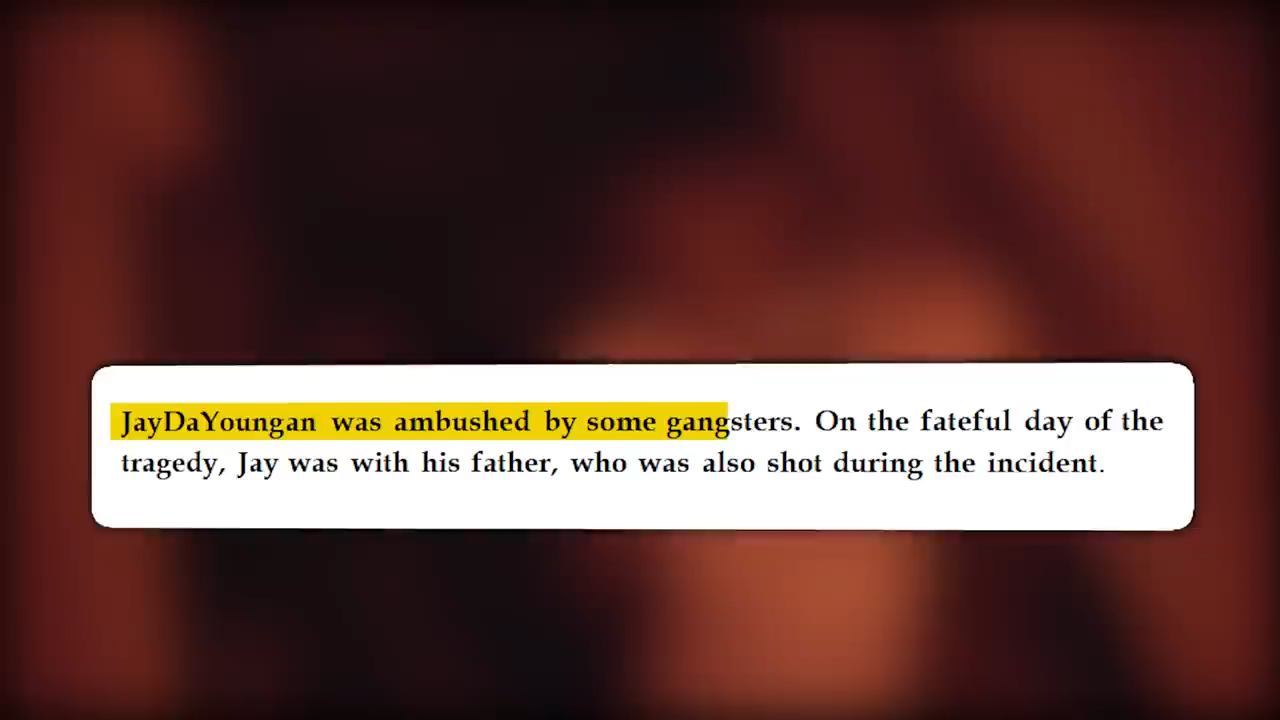 JayDaYoungan was ambushed by some gangsters. On the fateful day of the
tragedy, Jay was with his father, who was also shot during the incident.